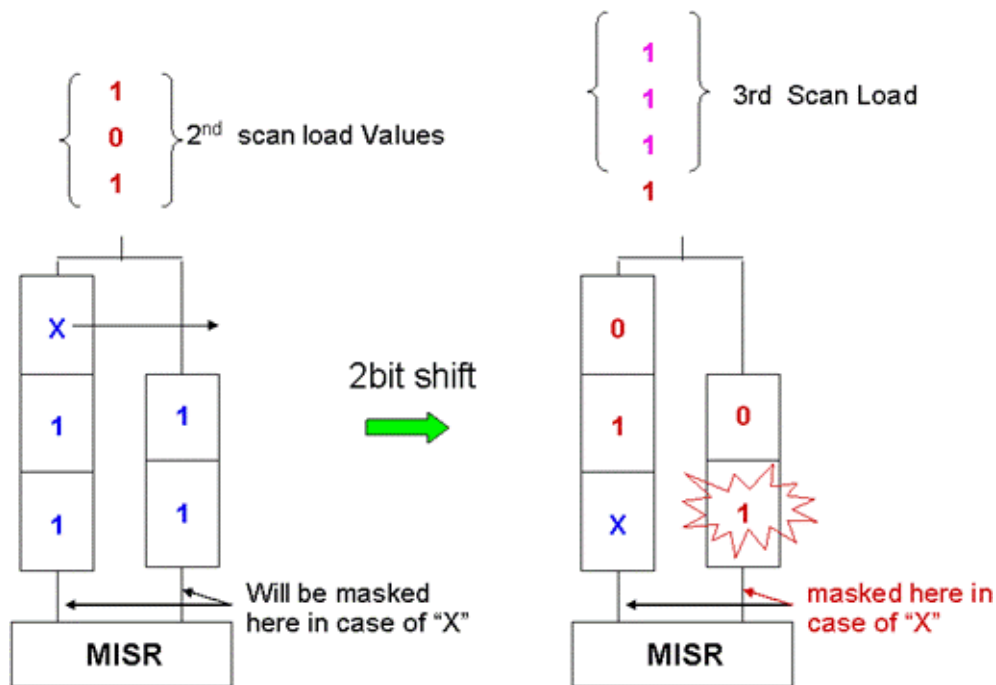 1
0
1
2nd scan load Values
X
1
1
1
1
Will be masked
here in case of “X”
MISR
2bit shift
1
1
1
1
3rd Scan Load
0
1
X
0
1
masked here in
case of “X”
MISR